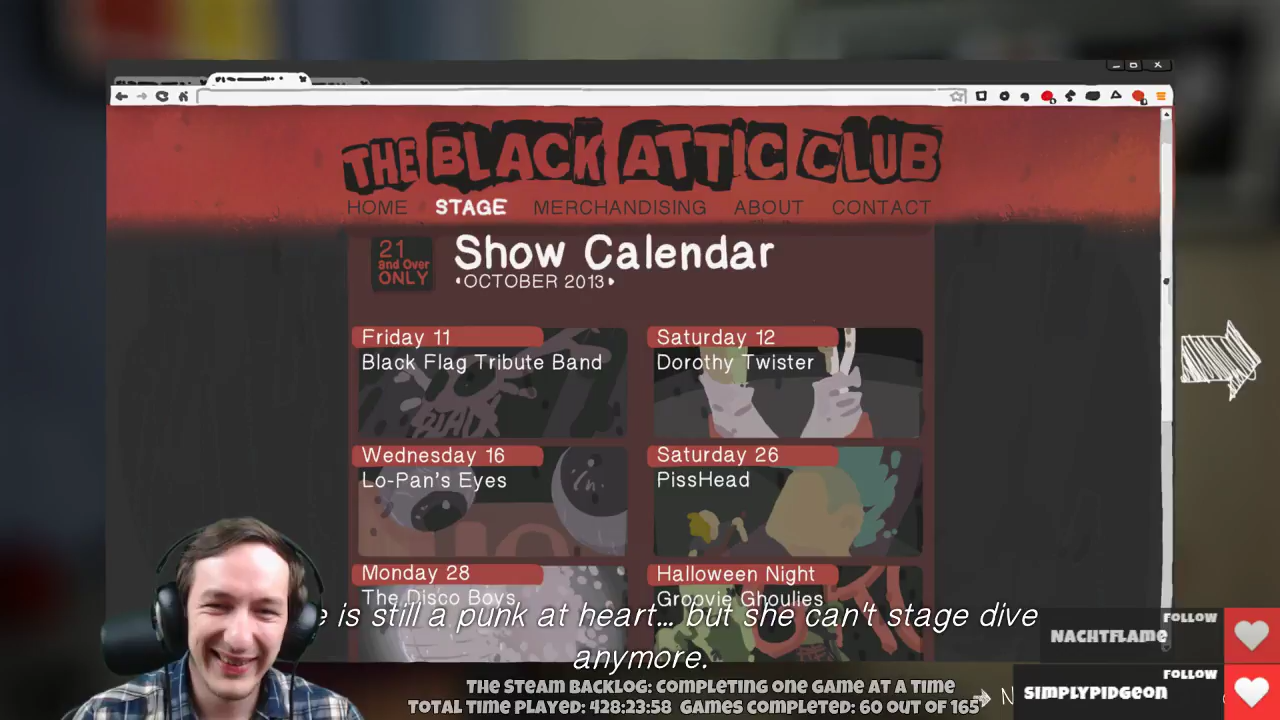 THE BLACK ATTIC CLUB
HOME STAGE MERCHANDISING ABOUT CONTACT
21
and Over
ONLY
Show Calendar
OCTOBER 2013
Friday 11
Black Flag Tribute Band
Saturday 12
Dorothy Twister
Wednesday 16
Lo-Pan's Eyes
Saturday 26
PissHead
Monday 28
The Disco Boys
Halloween Night
Groovie Ghoulies
is still a punk at heart... but she can't stage dive
anymore.
FOLLOW
NACHTFLAME
FOLLOW
SIMPLYPIDGEON
THE STEAM BACKLOG: COMPLETING ONE GAME AT A TIME
TOTAL TIME PLAYED: 428:23:58 GAMES COMPLETED: 60 OUT OF 165